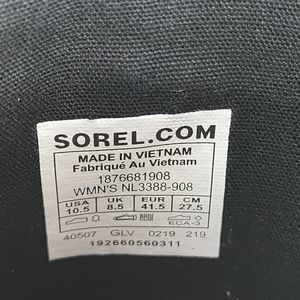 SOREL.COM
MADE IN VIETNAM
Fabriqué Au Vietnam
1876681908
WMN'S NL3388-908
USA UK EUR CM
10.5 8.5 41.5 27.5
ECA-3
40507 GLV 0219 219
192660560311